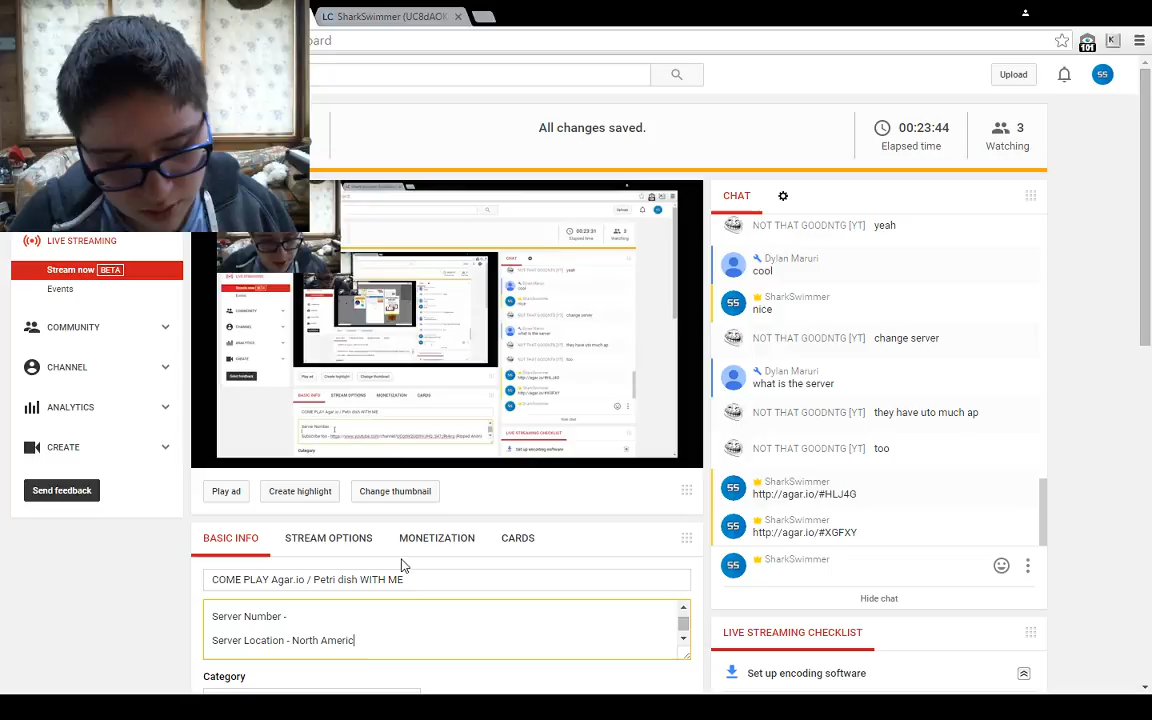 LC SharkSwimmer (UC8dAOK
ard
101
K
Upload
SS
All changes saved.
00:23:44
Elapsed time
3
Watching
CHAT
NOT THAT GOODNTG [YT] yeah
Dylan Maruri
cool
SharkSwimmer
nice
NOT THAT GOODNTG [YT] change server
Dylan Maruri
what is the server
NOT THAT GOODNTG [YT] they have uto much ap
NOT THAT GOODNTG [YT] too
SharkSwimmer
http://agar.io/#HLJ4G
SharkSwimmer
http://agar.io/#XGFXY
SharkSwimmer
Hide chat
LIVE STREAMING CHECKLIST
Set up encoding software
LIVE STREAMING
Stream now BETA
Events
COMMUNITY
CHANNEL
ANALYTICS
CREATE
Send feedback
Play ad
Create highlight
Change thumbnail
BASIC INFO
STREAM OPTIONS
MONETIZATION
CARDS
COME PLAY Agar.io / Petri dish WITH ME
Server Number -
Server Location - North Americ
Category